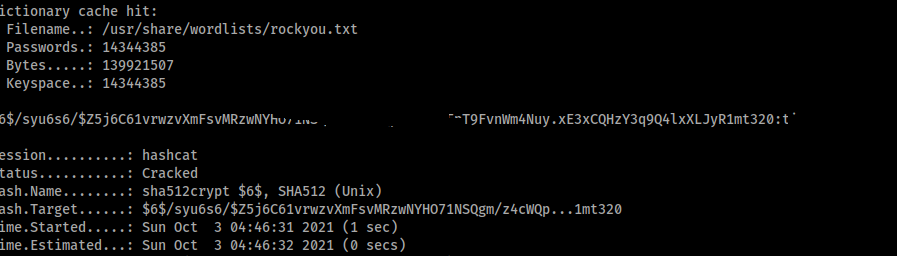 ictionary cache hit:
Filename..: /usr/share/wordlists/rockyou.txt
Passwords.: 14344385
Bytes.....: 139921507
Keyspace..: 14344385
6$/syu6s6/$Z5j6C61vrwzvXmFsvMRzwNYHO71NS T9FvnWm4Nuy.xE3xCQHzY3q9Q4lxXLJyR1mt320:t
ession..........: hashcat
tatus...........: Cracked
ash.Name........: sha512crypt $6$, SHA512 (Unix)
ash.Target......: $6$/syu6s6/$Z5j6C61vrwzvXmFsvMRzwNYHO71NSQgm/z4cWQp...1mt320
ime.Started.....: Sun Oct  3 04:46:31 2021 (1 sec)
ime.Estimated...: Sun Oct  3 04:46:32 2021 (0 secs)